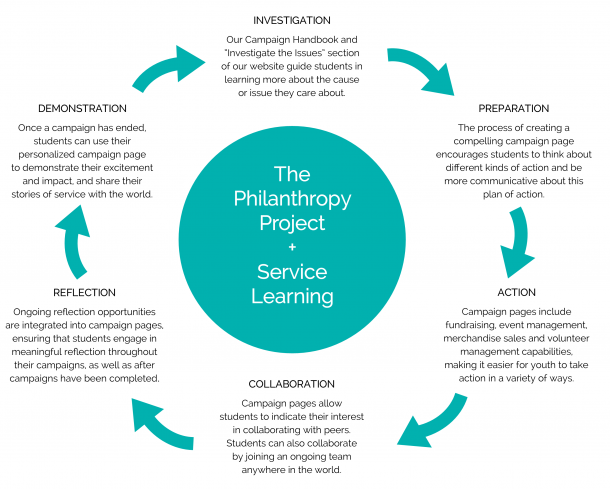 INVESTIGATION
Our Campaign Handbook and
"Investigate the Issues" section
of our website guide students in
learning more about the cause
or issue they care about.
PREPARATION
The process of creating a
compelling campaign page
encourages students to think about
different kinds of action and be
more communicative about this
plan of action.
ACTION
Campaign pages include
fundraising, event management,
merchandise sales and volunteer
management capabilities,
making it easier for youth to take
action in a variety of ways.
COLLABORATION
Campaign pages allow
students to indicate their interest
in collaborating with peers.
Students can also collaborate
by joining an ongoing team
anywhere in the world.
REFLECTION
Ongoing reflection opportunities
are integrated into campaign pages,
ensuring that students engage in
meaningful reflection throughout
their campaigns, as well as after
campaigns have been completed.
DEMONSTRATION
Once a campaign has ended,
students can use their
personalized campaign page
to demonstrate their excitement
and impact, and share their
stories of service with the world.
The
Philanthropy
Project
+
Service
Learning